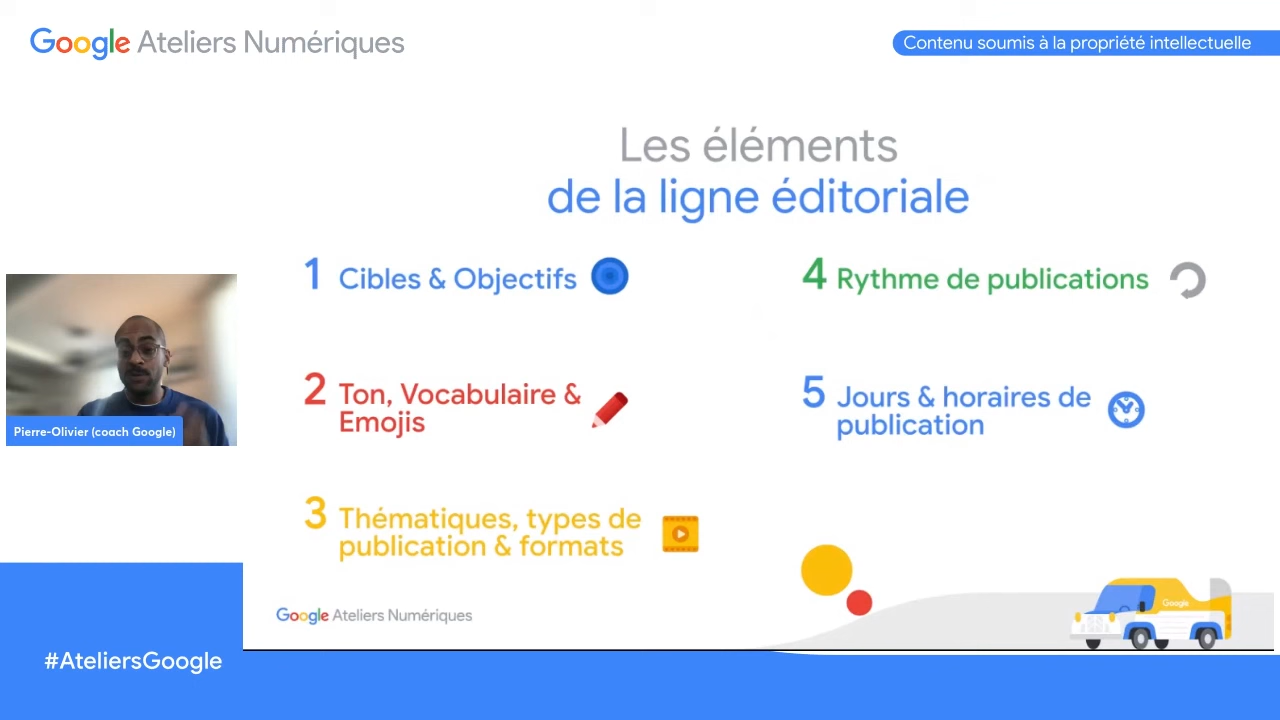 Google Ateliers Numériques
Contenu soumis à la propriété intellectuelle
Les éléments
de la ligne éditoriale
1 Cibles & Objectifs
2 Ton, Vocabulaire &
Emojis
3 Thématiques, types de
publication & formats
4 Rythme de publications
5 Jours & horaires de
publication
Pierre-Olivier (coach Google)
Google Ateliers Numériques
Google
#AteliersGoogle